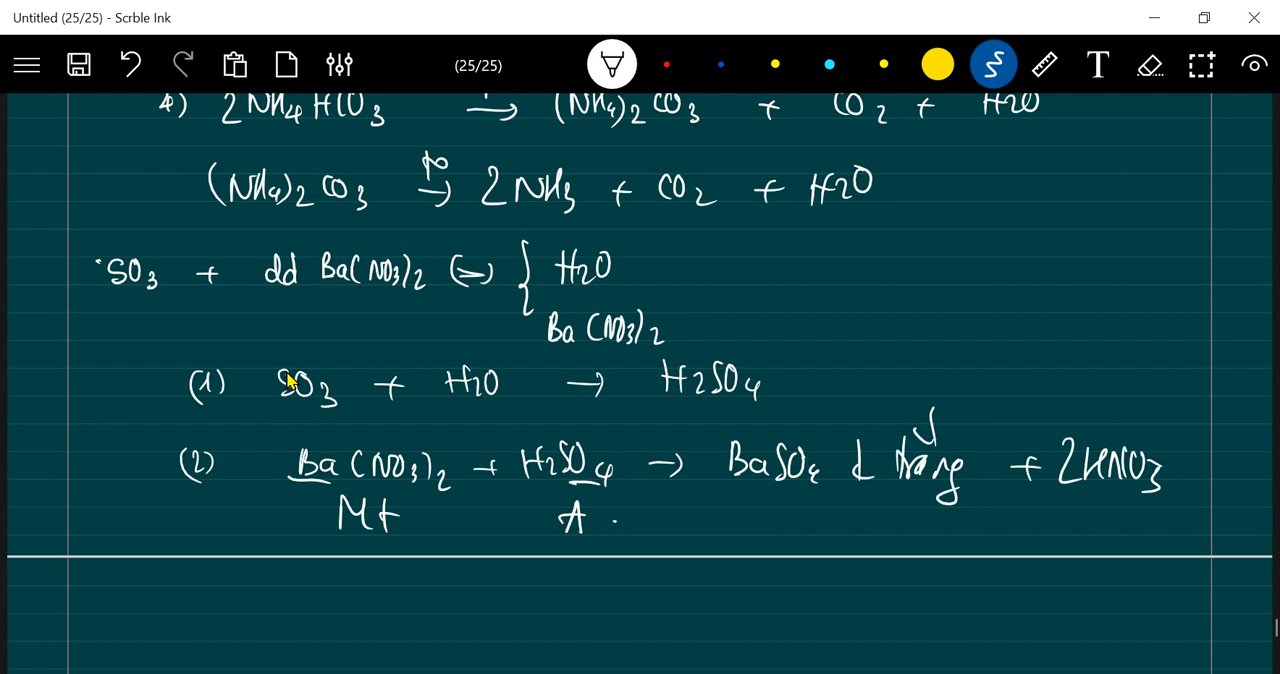 Untitled (25/25) - Scrble Ink
(25/25)
4) 2NH4HCO3 → (NH4)2CO3 + CO2 + H2O
(NH4)2CO3 t° → 2NH3 + CO2 + H2O
SO3 + dd Ba(NO3)2 (=) { H2O
Ba(NO3)2
(1) SO3 + H2O → H2SO4
(2) Ba(NO3)2 + H2SO4 → BaSO4 ↓ trắng + 2HNO3
M+ A